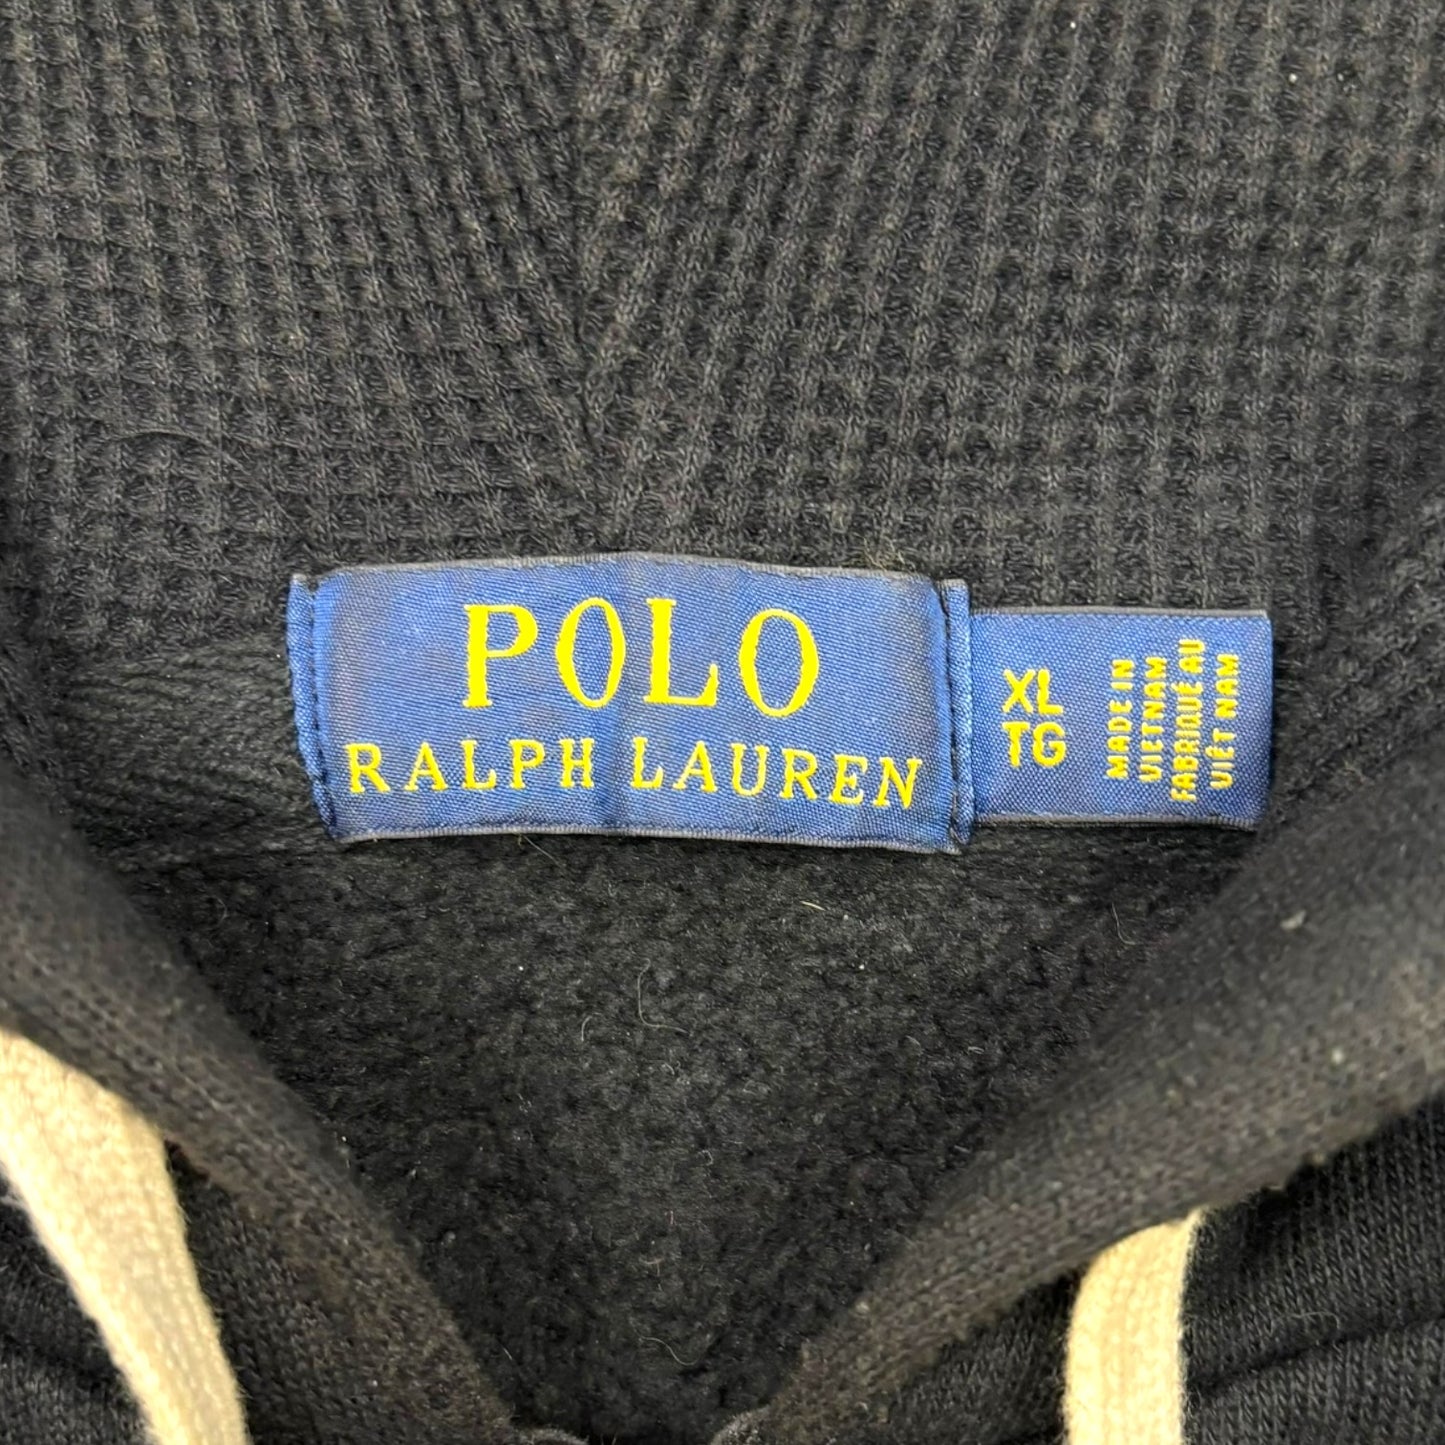 POLO
RALPH LAUREN
XL
TG
MADE IN
VIETNAM
FABRIQUÉ AU
VIÊT NAM